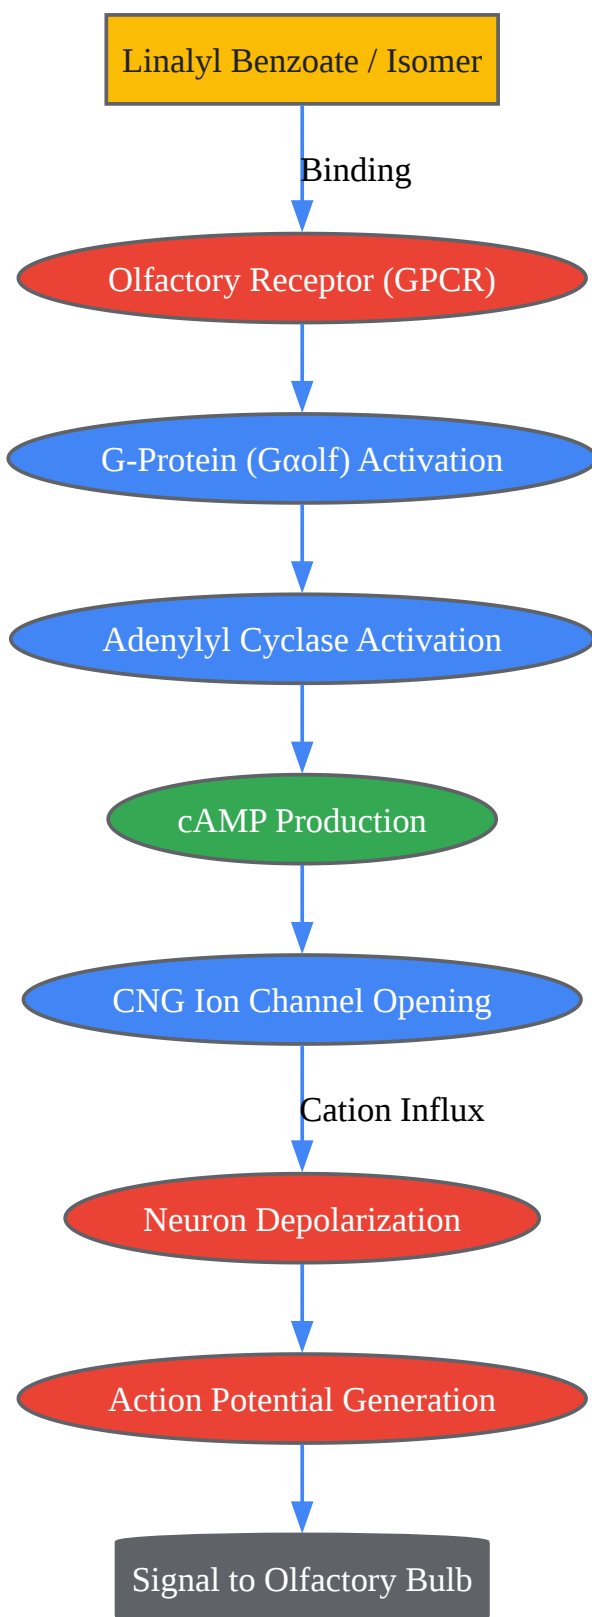 Linalyl Benzoate / Isomer
Binding
Olfactory Receptor (GPCR)
G-Protein (Gαolf) Activation
Adenylyl Cyclase Activation
cAMP Production
CNG Ion Channel Opening
Cation Influx
Neuron Depolarization
Action Potential Generation
Signal to Olfactory Bulb